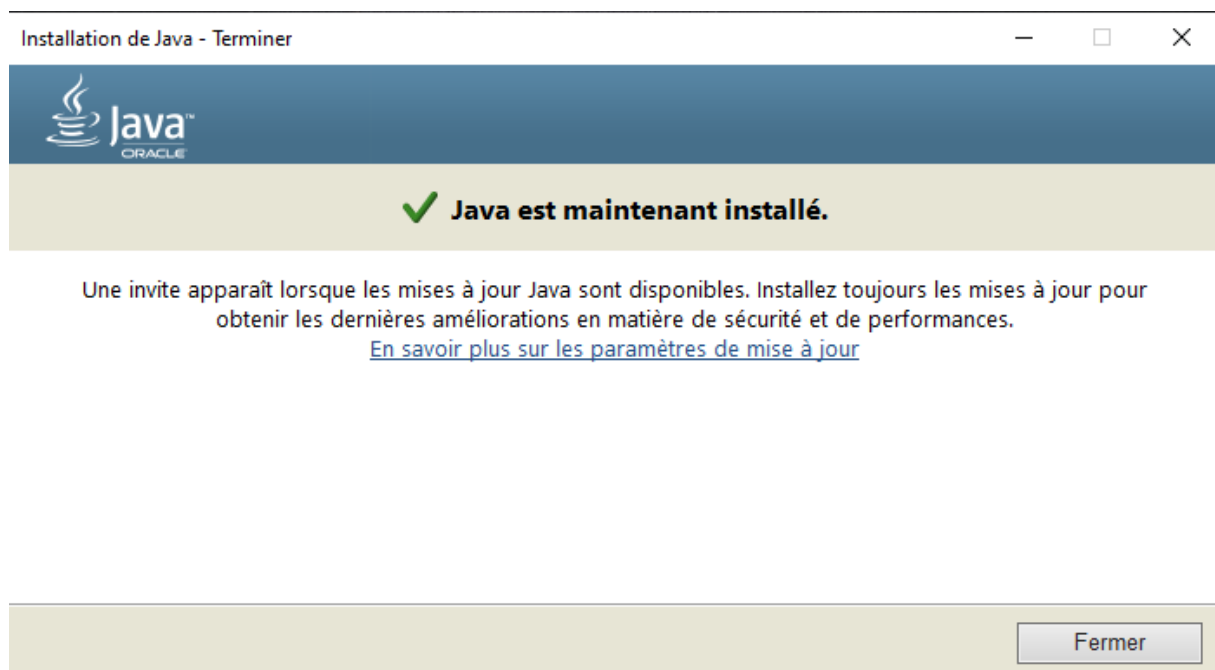 Installation de Java - Terminer
Java™
ORACLE
Java est maintenant installé.
Une invite apparaît lorsque les mises à jour Java sont disponibles. Installez toujours les mises à jour pour
obtenir les dernières améliorations en matière de sécurité et de performances.
En savoir plus sur les paramètres de mise à jour
Fermer